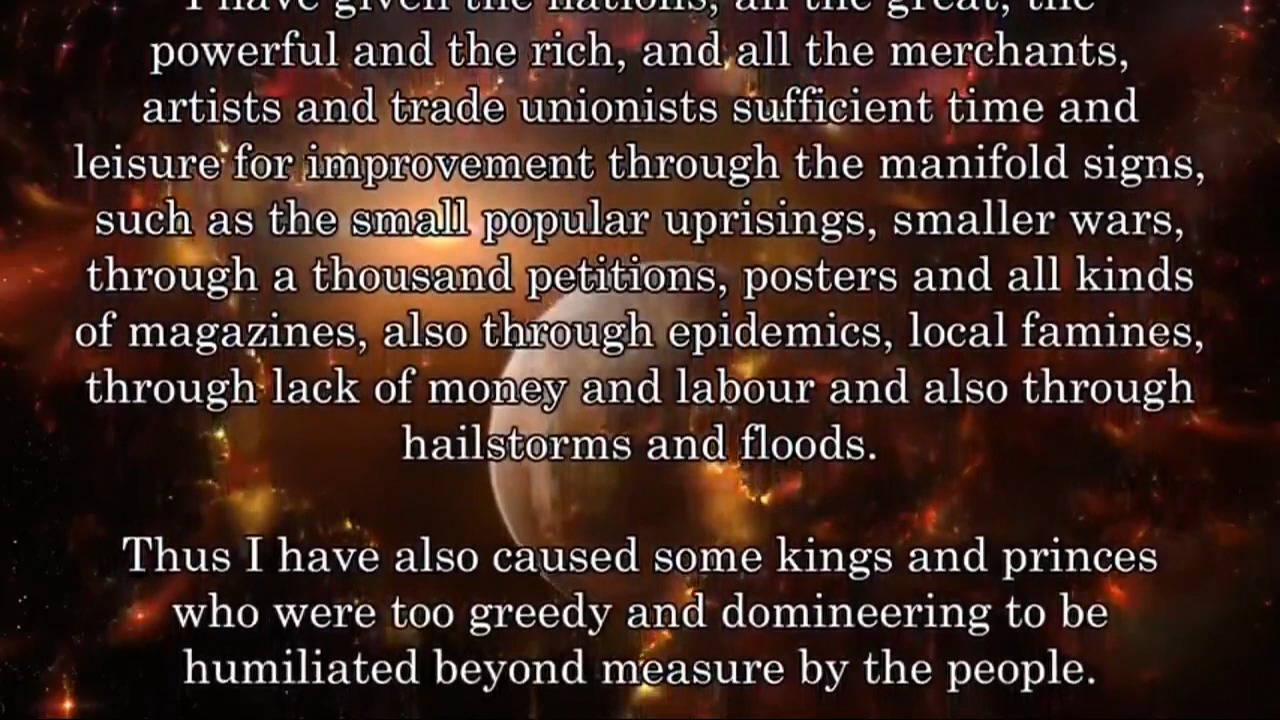 I have given the nations, all the great, the
powerful and the rich, and all the merchants,
artists and trade unionists sufficient time and
leisure for improvement through the manifold signs,
such as the small popular uprisings, smaller wars,
through a thousand petitions, posters and all kinds
of magazines, also through epidemics, local famines,
through lack of money and labour and also through
hailstorms and floods.
Thus I have also caused some kings and princes
who were too greedy and domineering to be
humiliated beyond measure by the people.